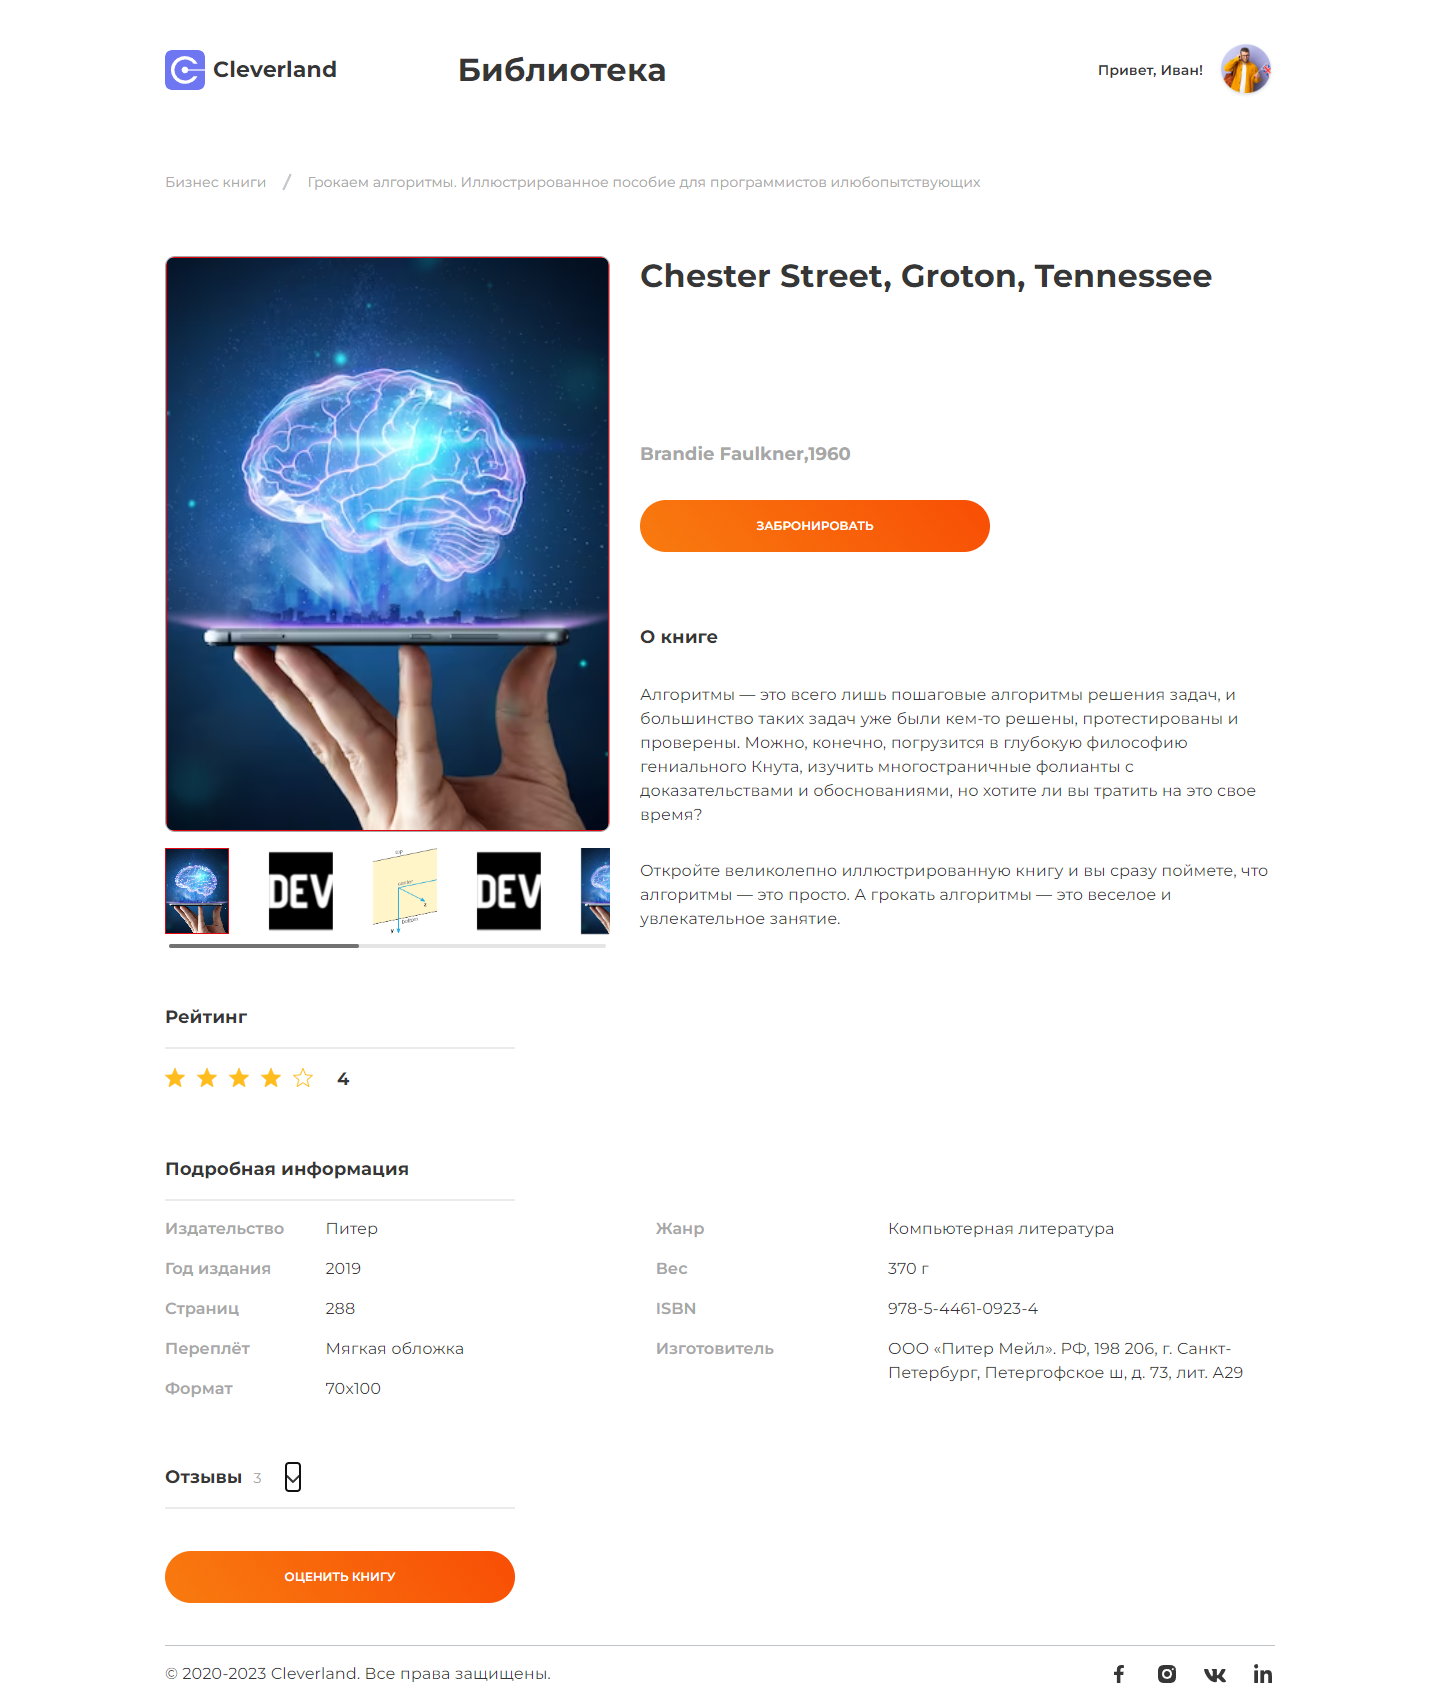 Cleverland
Библиотека
Привет, Иван!
Бизнес книги / Грокаем алгоритмы. Иллюстрированное пособие для программистов илюбопытствующих
Chester Street, Groton, Tennessee
Brandie Faulkner,1960
ЗАБРОНИРОВАТЬ
О книге
Алгоритмы — это всего лишь пошаговые алгоритмы решения задач, и
большинство таких задач уже были кем-то решены, протестированы и
проверены. Можно, конечно, погрузится в глубокую философию
гениального Кнута, изучить многостраничные фолианты с
доказательствами и обоснованиями, но хотите ли вы тратить на это свое
время?
Откройте великолепно иллюстрированную книгу и вы сразу поймете, что
алгоритмы — это просто. А грокать алгоритмы — это веселое и
увлекательное занятие.
DEV
top
center
z
bottom
y
DEV
Рейтинг
4
Подробная информация
Издательство Питер
Год издания 2019
Страниц 288
Переплёт Мягкая обложка
Формат 70х100
Жанр Компьютерная литература
Вес 370 г
ISBN 978-5-4461-0923-4
Изготовитель ООО «Питер Мейл». РФ, 198 206, г. Санкт-
Петербург, Петергофское ш, д. 73, лит. А29
Отзывы 3
ОЦЕНИТЬ КНИГУ
© 2020-2023 Cleverland. Все права защищены.